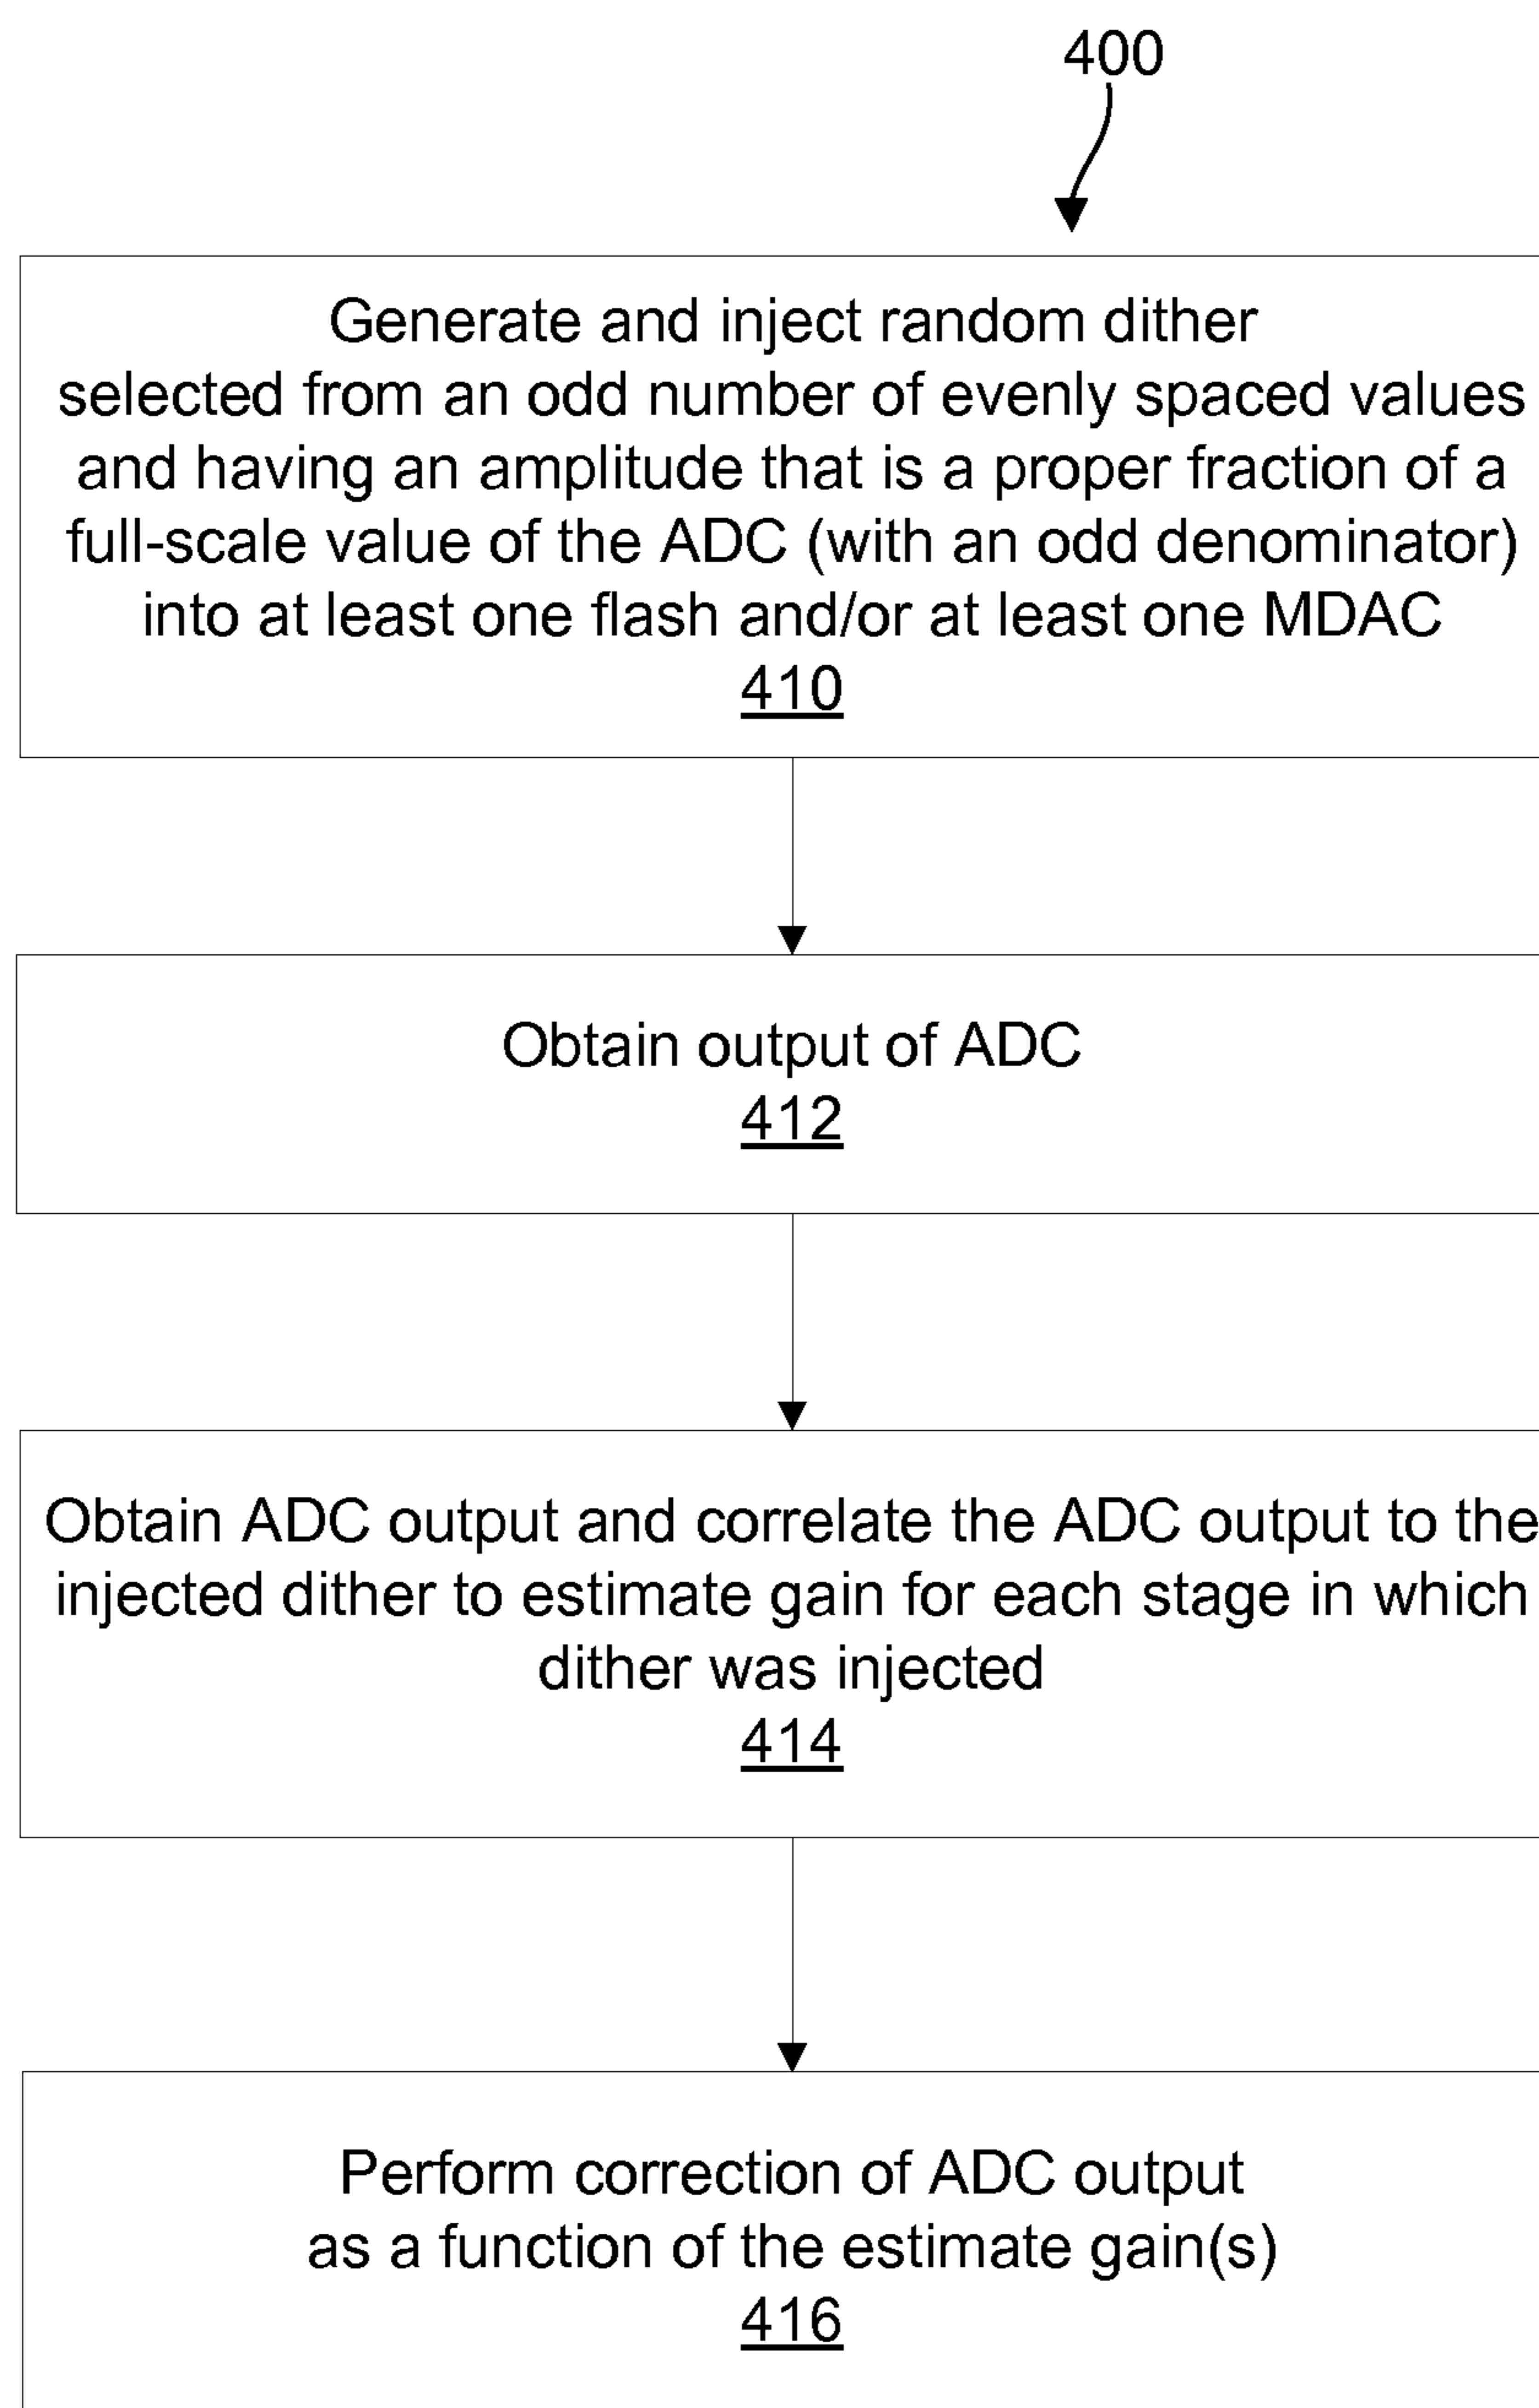 400
Generate and inject random dither
selected from an odd number of evenly spaced values
and having an amplitude that is a proper fraction of a
full-scale value of the ADC (with an odd denominator)
into at least one flash and/or at least one MDAC
410
Obtain output of ADC
412
Obtain ADC output and correlate the ADC output to the
injected dither to estimate gain for each stage in which
dither was injected
414
Perform correction of ADC output
as a function of the estimate gain(s)
416